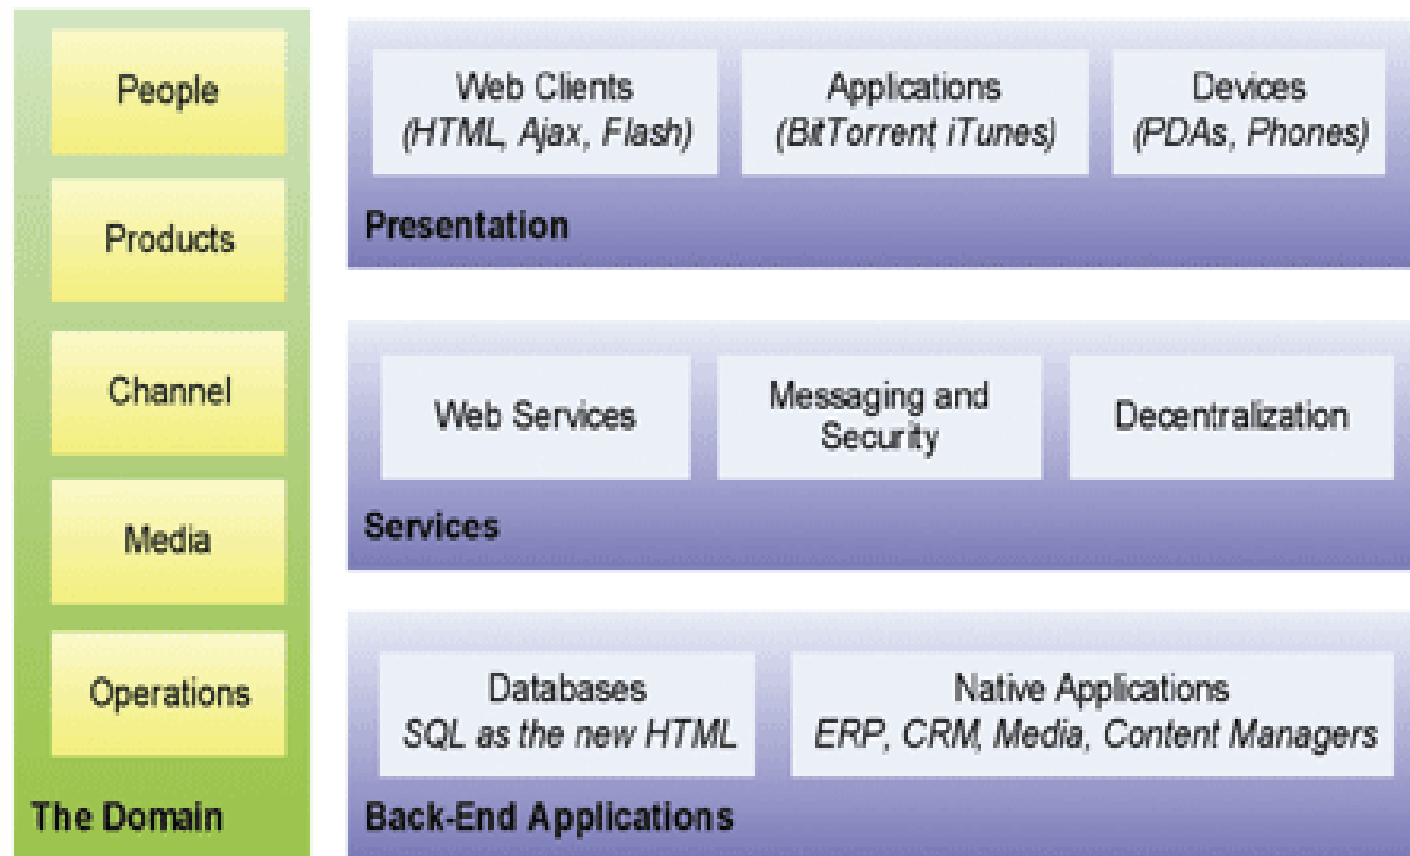 People
Products
Channel
Media
Operations
The Domain
Web Clients
(HTML, Ajax, Flash)
Applications
(BitTorrent, iTunes)
Devices
(PDAs, Phones)
Presentation
Web Services
Messaging and
Security
Decentralization
Services
Databases
SQL as the new HTML
Native Applications
ERP, CRM, Media, Content Managers
Back-End Applications